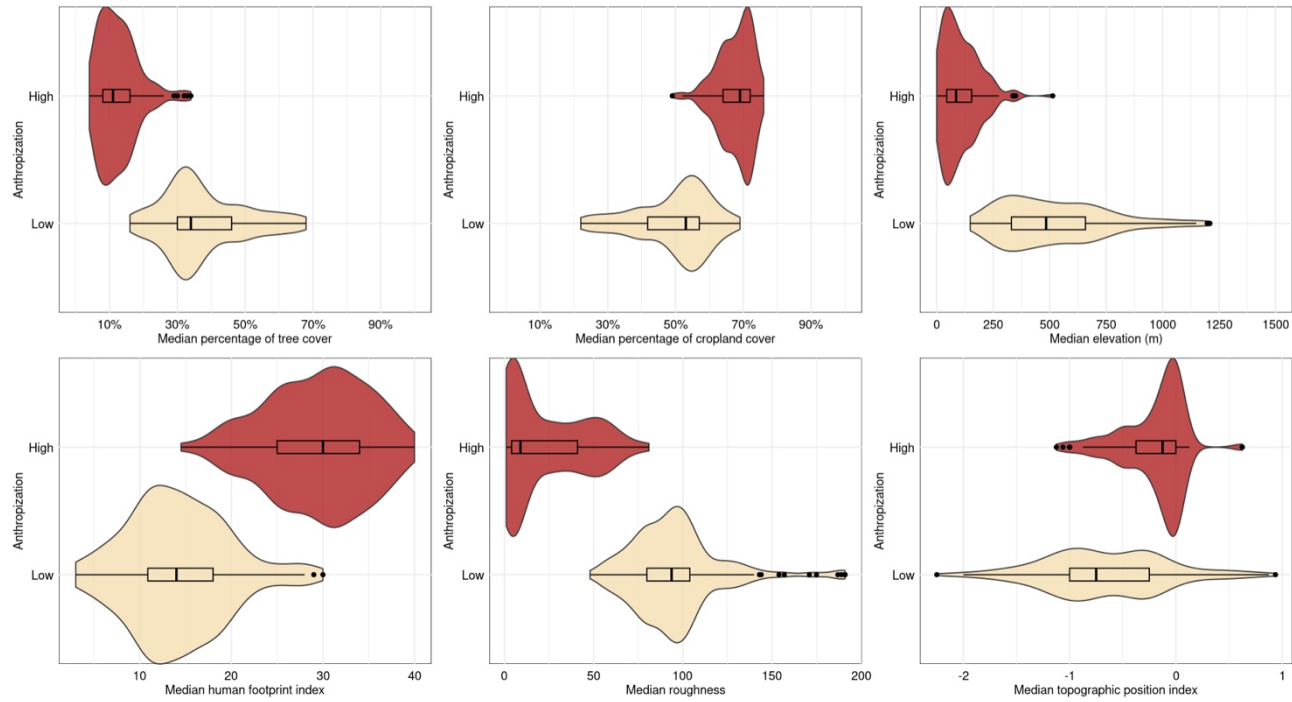 High
Anthropization
Low
10% 30% 50% 70% 90%
Median percentage of tree cover
High
Anthropization
Low
10% 30% 50% 70% 90%
Median percentage of cropland cover
High
Anthropization
Low
0 250 500 750 1000 1250 1500
Median elevation (m)
High
Anthropization
Low
10 20 30 40
Median human footprint index
High
Anthropization
Low
0 50 100 150 200
Median roughness
High
Anthropization
Low
-2 -1 0 1
Median topographic position index